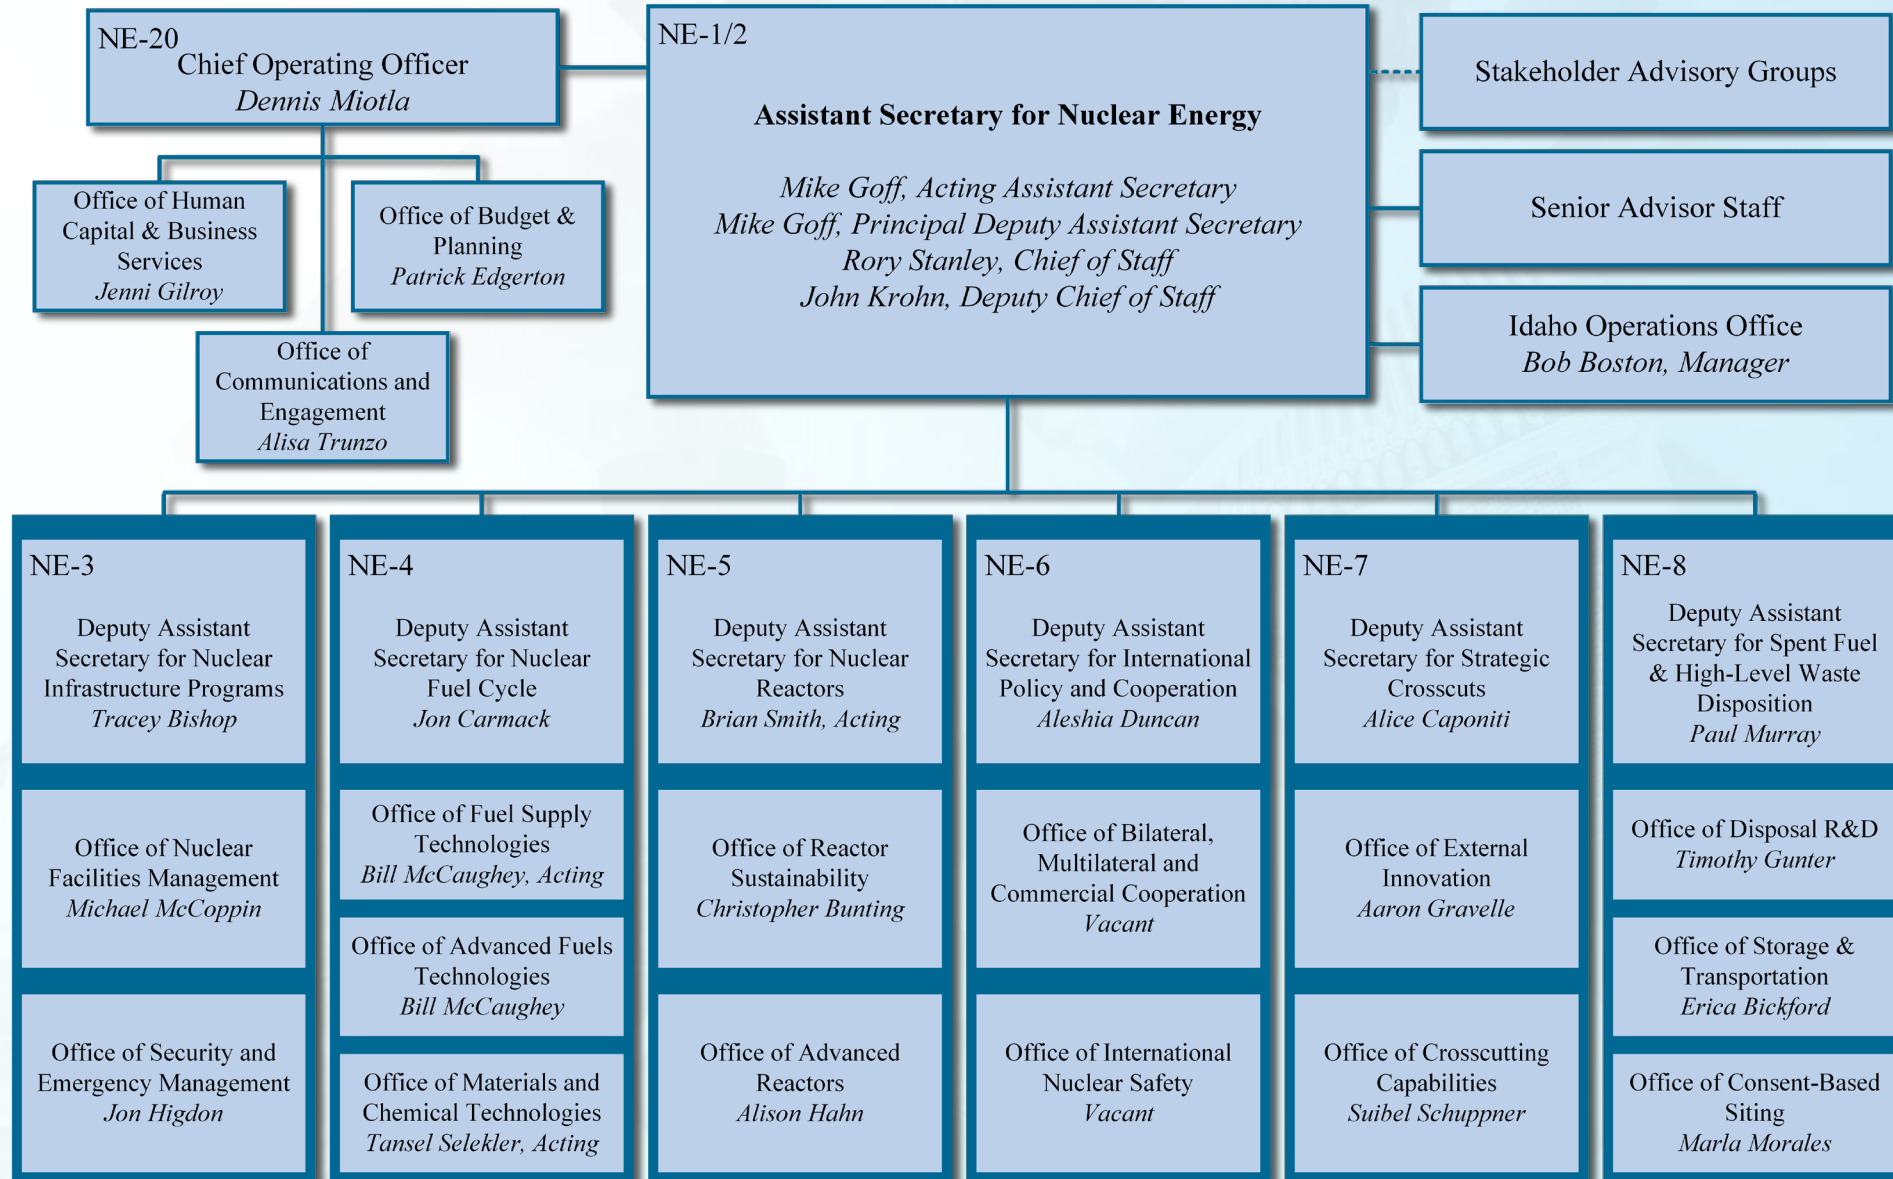 NE-20
Chief Operating Officer
Dennis Miotla
Office of Human
Capital & Business
Services
Jenni Gilroy
Office of Budget &
Planning
Patrick Edgerton
Office of
Communications and
Engagement
Alisa Trunzo
NE-1/2
Assistant Secretary for Nuclear Energy
Mike Goff, Acting Assistant Secretary
Mike Goff, Principal Deputy Assistant Secretary
Rory Stanley, Chief of Staff
John Krohn, Deputy Chief of Staff
Stakeholder Advisory Groups
Senior Advisor Staff
Idaho Operations Office
Bob Boston, Manager
NE-3
Deputy Assistant
Secretary for Nuclear
Infrastructure Programs
Tracey Bishop
Office of Nuclear
Facilities Management
Michael McCoppin
Office of Security and
Emergency Management
Jon Higdon
NE-4
Deputy Assistant
Secretary for Nuclear
Fuel Cycle
Jon Carmack
Office of Fuel Supply
Technologies
Bill McCaughey, Acting
Office of Advanced Fuels
Technologies
Bill McCaughey
Office of Materials and
Chemical Technologies
Tansel Selekler, Acting
NE-5
Deputy Assistant
Secretary for Nuclear
Reactors
Brian Smith, Acting
Office of Reactor
Sustainability
Christopher Bunting
Office of Advanced
Reactors
Alison Hahn
NE-6
Deputy Assistant
Secretary for International
Policy and Cooperation
Aleshia Duncan
Office of Bilateral,
Multilateral and
Commercial Cooperation
Vacant
Office of International
Nuclear Safety
Vacant
NE-7
Deputy Assistant
Secretary for Strategic
Crosscuts
Alice Caponiti
Office of External
Innovation
Aaron Gravelle
Office of Crosscutting
Capabilities
Suibel Schuppner
NE-8
Deputy Assistant
Secretary for Spent Fuel
& High-Level Waste
Disposition
Paul Murray
Office of Disposal R&D
Timothy Gunter
Office of Storage &
Transportation
Erica Bickford
Office of Consent-Based
Siting
Marla Morales